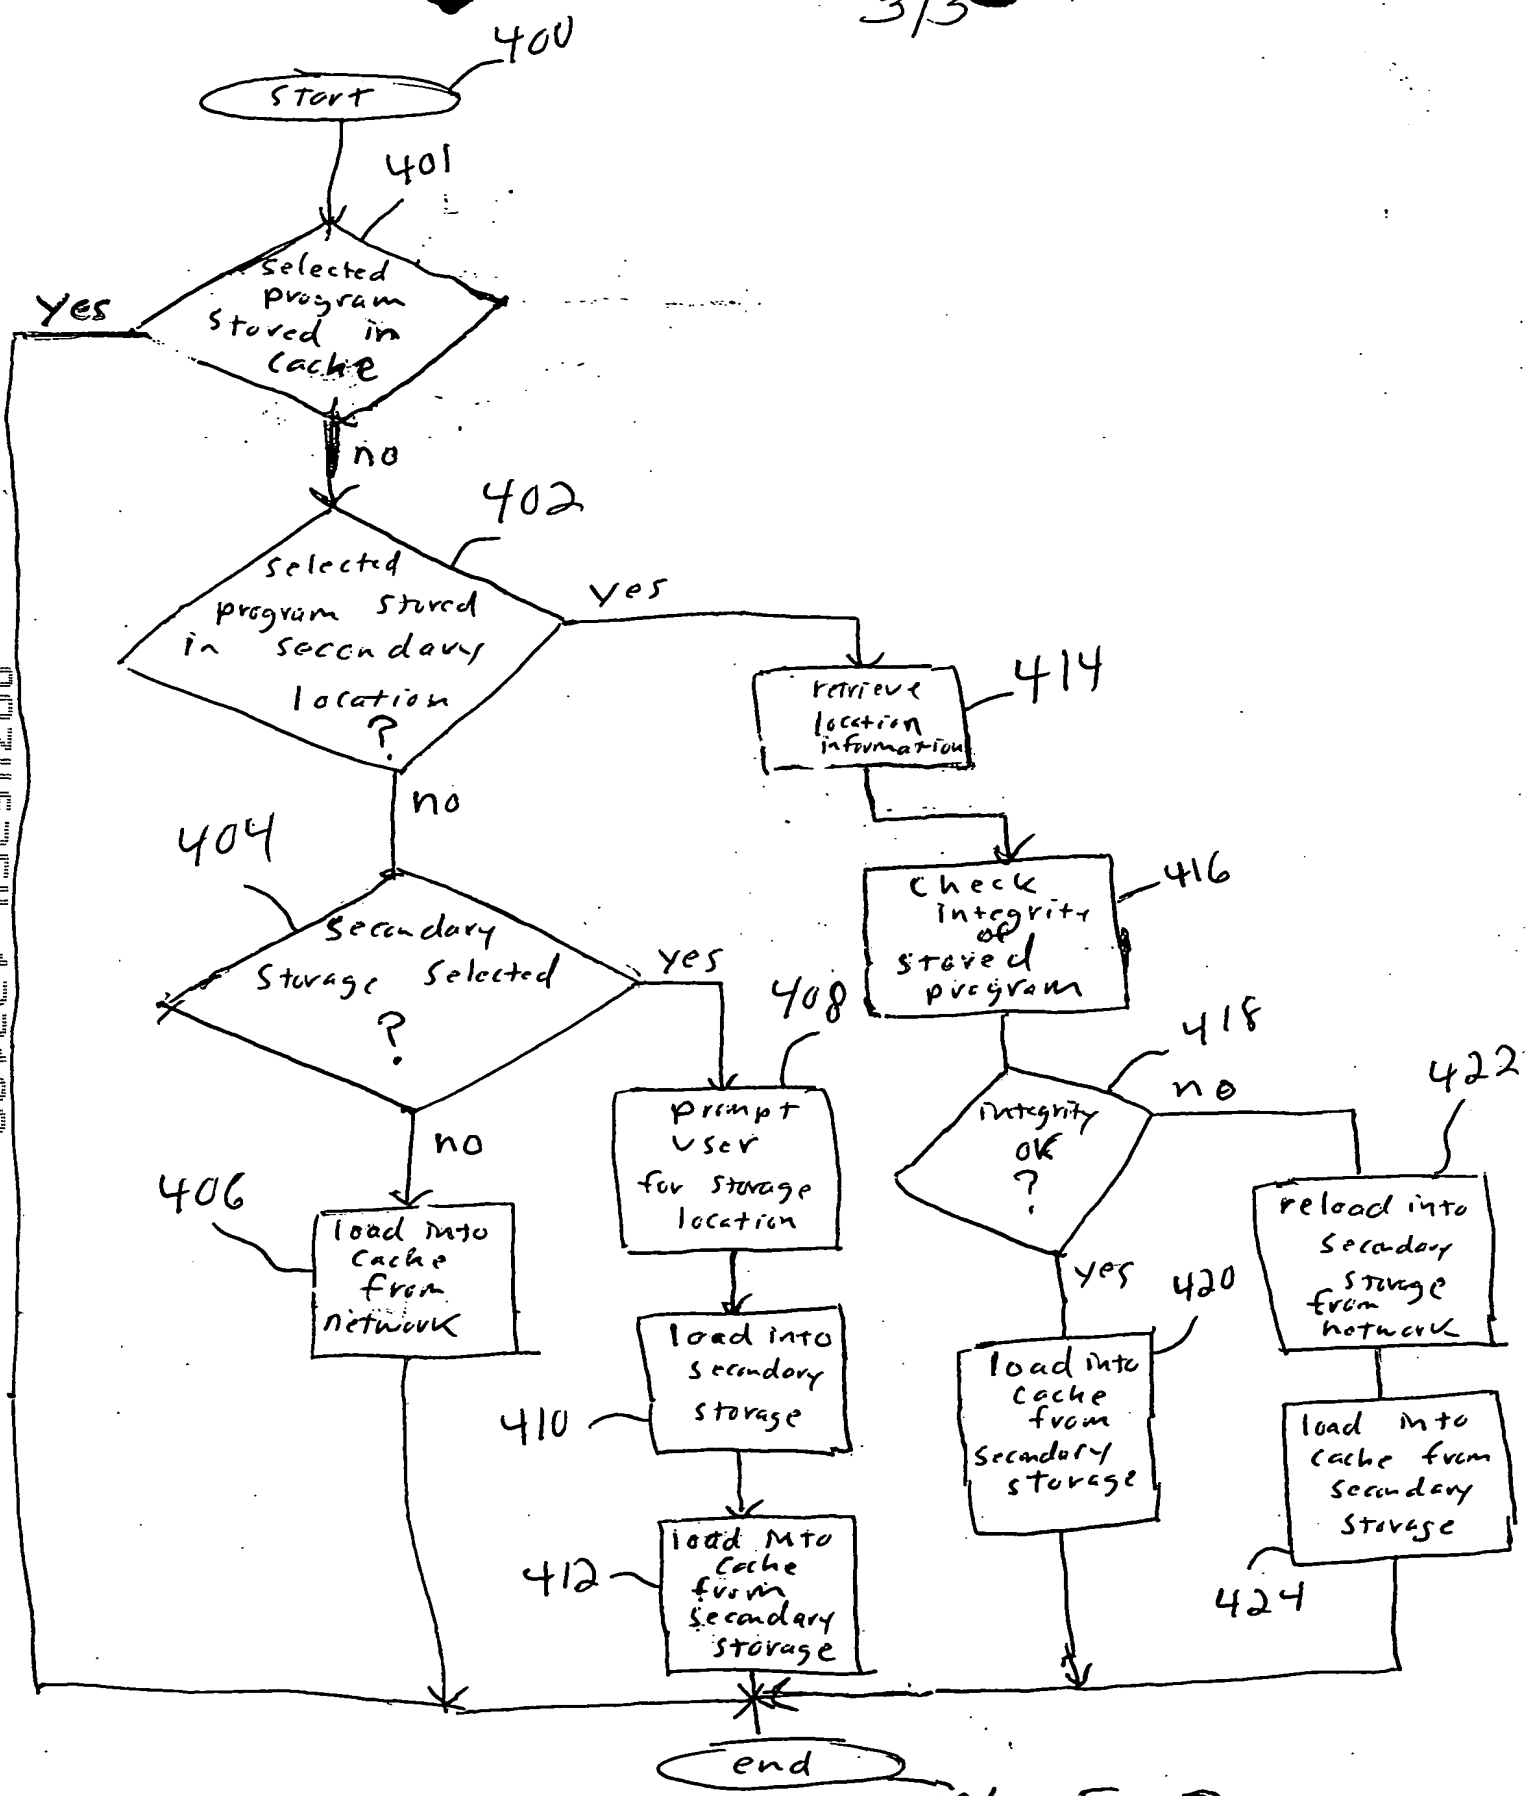 3/3
400
start
401
selected
program
stored in
cache
yes
no
402
selected
program stored
in secondary
location
?
yes
no
414
retrieve
location
information
404
secondary
storage selected
?
yes
no
416
check
integrity
of
stored
program
408
prompt
user
for storage
location
418
integrity
OK
?
no
yes
422
reload into
secondary
storage
from
network
406
load into
cache
from
network
410
load into
secondary
storage
420
load into
cache
from
secondary
storage
load into
cache from
secondary
storage
424
412
load into
cache
from
secondary
storage
end